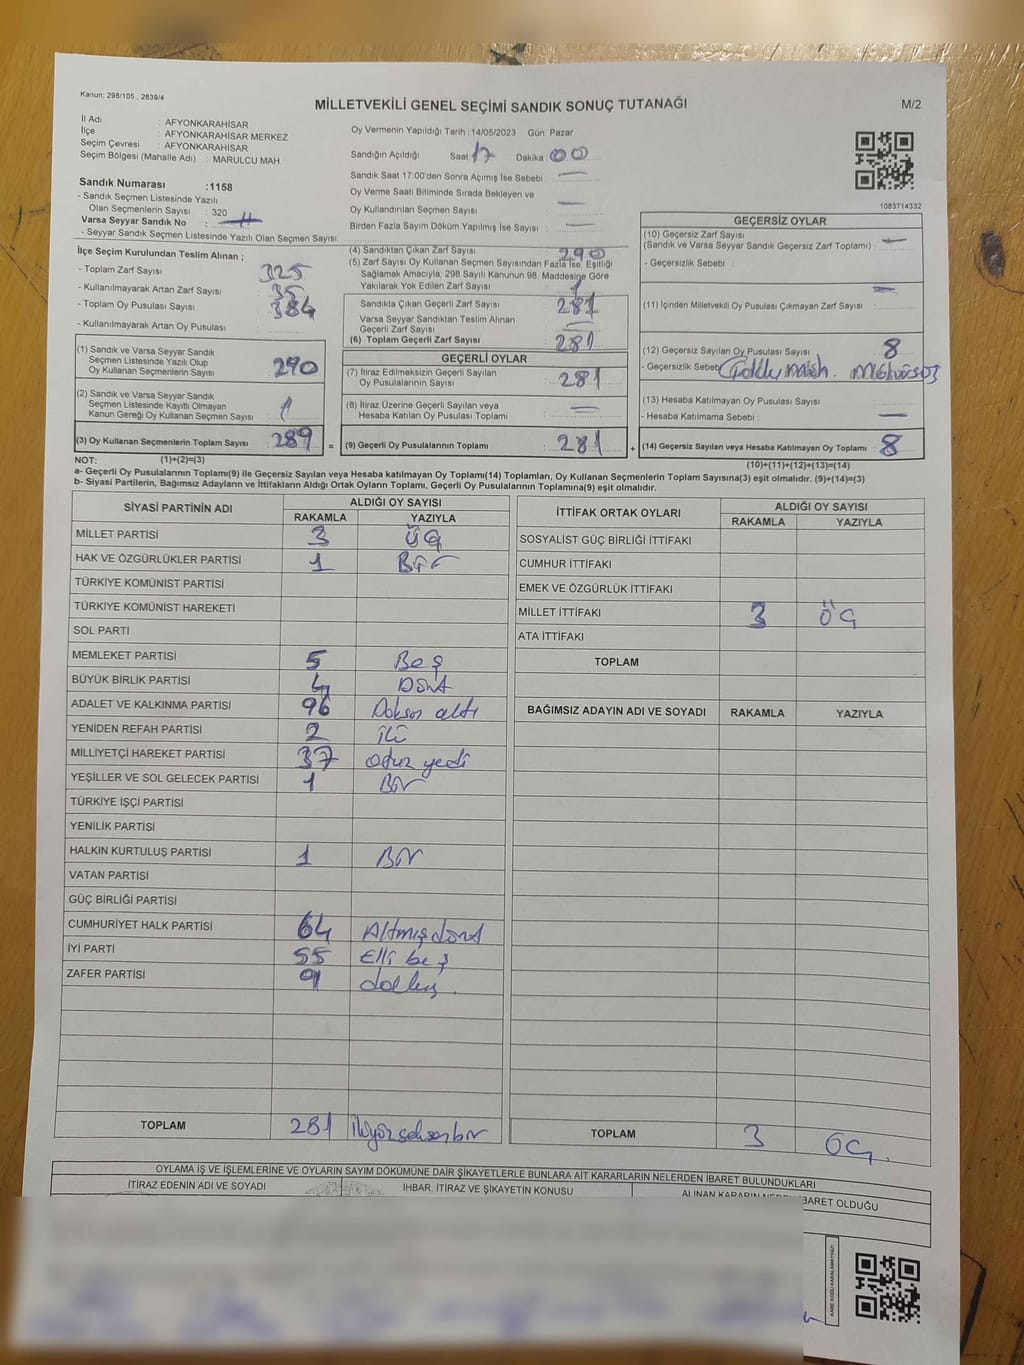 Kanun: 298/105 , 2839/4
MİLLETVEKİLİ GENEL SEÇİMİ SANDIK SONUÇ TUTANAĞI
M/2
İl Adı : AFYONKARAHİSAR
İlçe : AFYONKARAHİSAR MERKEZ
Seçim Çevresi : AFYONKARAHİSAR
Seçim Bölgesi (Mahalle Adı) : MARULCU MAH
Sandık Numarası :1158
- Sandık Seçmen Listesinde Yazılı
Olan Seçmenlerin Sayısı : 320
Varsa Seyyar Sandık No :
- Seyyar Sandık Seçmen Listesinde Yazılı Olan Seçmen Sayısı:
Oy Vermenin Yapıldığı Tarih :14/05/2023 Gün: Pazar
Sandığın Açıldığı Saat 17 Dakika 00
Sandık Saat 17:00'den Sonra Açımış İse Sebebi : —
Oy Verme Saati Bitiminde Sırada Bekleyen ve
Oy Kullandırılan Seçmen Sayısı : —
Birden Fazla Sayım Döküm Yapılmış İse Sayısı : —
1083714332
İlçe Seçim Kurulundan Teslim Alınan ;
- Toplam Zarf Sayısı : 325
- Kullanılmayarak Artan Zarf Sayısı : 35
- Toplam Oy Pusulası Sayısı : 384
- Kullanılmayarak Artan Oy Pusulası :
(1) Sandık ve Varsa Seyyar Sandık
Seçmen Listesinde Yazılı Olup
Oy Kullanan Seçmenlerin Sayısı : 290
(2) Sandık ve Varsa Seyyar Sandık
Seçmen Listesinde Kayıtlı Olmayan
Kanun Gereği Oy Kullanan Seçmen Sayısı : 1
(3) Oy Kullanan Seçmenlerin Toplam Sayısı : 289
(1)+(2)=(3)
(4) Sandıktan Çıkan Zarf Sayısı : 290
(5) Zarf Sayısı Oy Kullanan Seçmen Sayısından Fazla İse, Eşitliği
Sağlamak Amacıyla; 298 Sayılı Kanunun 98. Maddesine Göre
Yakılarak Yok Edilen Zarf Sayısı : 1
Sandıkta Çıkan Geçerli Zarf Sayısı : 281
Varsa Seyyar Sandıktan Teslim Alınan
Geçerli Zarf Sayısı : —
(6) Toplam Geçerli Zarf Sayısı : 281
GEÇERLİ OYLAR
(7) İtiraz Edilmeksizin Geçerli Sayılan
Oy Pusulalarının Sayısı : 281
(8) İtiraz Üzerine Geçerli Sayılan veya
Hesaba Katılan Oy Pusulası Toplamı : —
= (9) Geçerli Oy Pusulalarının Toplamı : 281
GEÇERSİZ OYLAR
(10) Geçersiz Zarf Sayısı
(Sandık ve Varsa Seyyar Sandık Geçersiz Zarf Toplamı) : —
- Geçersizlik Sebebi : —
(11) İçinden Milletvekili Oy Pusulası Çıkmayan Zarf Sayısı :
(12) Geçersiz Sayılan Oy Pusulası Sayısı : 8
- Geçersizlik Sebebi
(13) Hesaba Katılmayan Oy Pusulası Sayısı :
- Hesaba Katılmama Sebebi : —
+ (14) Geçersiz Sayılan veya Hesaba Katılmayan Oy Toplamı : 8
(10)+(11)+(12)+(13)=(14)
NOT:
a- Geçerli Oy Pusulalarının Toplamı(9) ile Geçersiz Sayılan veya Hesaba katılmayan Oy Toplamı(14) Toplamları, Oy Kullanan Seçmenlerin Toplam Sayısına(3) eşit olmalıdır. (9)+(14)=(3)
b- Siyasi Partilerin, Bağımsız Adayların ve İttifakların Aldığı Ortak Oyların Toplamı, Geçerli Oy Pusulalarının Toplamına(9) eşit olmalıdır.
SİYASİ PARTİNİN ADI
ALDIĞI OY SAYISI
RAKAMLA YAZIYLA
MİLLET PARTİSİ 3 ÜÇ
HAK VE ÖZGÜRLÜKLER PARTİSİ 1 Bir
TÜRKİYE KOMÜNİST PARTİSİ
TÜRKİYE KOMÜNİST HAREKETİ
SOL PARTİ
MEMLEKET PARTİSİ 5 Beş
BÜYÜK BİRLİK PARTİSİ 4 Dört
ADALET VE KALKINMA PARTİSİ 96 Doksan altı
YENİDEN REFAH PARTİSİ 2 iki
MİLLİYETÇİ HAREKET PARTİSİ 37 otuz yedi
YEŞİLLER VE SOL GELECEK PARTİSİ 1 Bir
TÜRKİYE İŞÇİ PARTİSİ
YENİLİK PARTİSİ
HALKIN KURTULUŞ PARTİSİ 1 Bir
VATAN PARTİSİ
GÜÇ BİRLİĞİ PARTİSİ
CUMHURİYET HALK PARTİSİ 64 Altmış dört
İYİ PARTİ 55 Elli beş
ZAFER PARTİSİ 9 dokuz
TOPLAM 281 ikiyüz seksen bir
İTTİFAK ORTAK OYLARI
ALDIĞI OY SAYISI
RAKAMLA YAZIYLA
SOSYALİST GÜÇ BİRLİĞİ İTTİFAKI
CUMHUR İTTİFAKI
EMEK VE ÖZGÜRLÜK İTTİFAKI
MİLLET İTTİFAKI 3 ÜÇ
ATA İTTİFAKI
TOPLAM
BAĞIMSIZ ADAYIN ADI VE SOYADI RAKAMLA YAZIYLA
TOPLAM 3 ÜÇ.
OYLAMA İŞ VE İŞLEMLERİNE VE OYLARIN SAYIM DÖKÜMÜNE DAİR ŞİKAYETLERLE BUNLARA AİT KARARLARIN NELERDEN İBARET BULUNDUKLARI
İTİRAZ EDENİN ADI VE SOYADI İHBAR, İTİRAZ VE ŞİKAYETİN KONUSU ALINAN KARARIN NEDEN İBARET OLDUĞU
KARE KODU KARALAMAYINIZ!